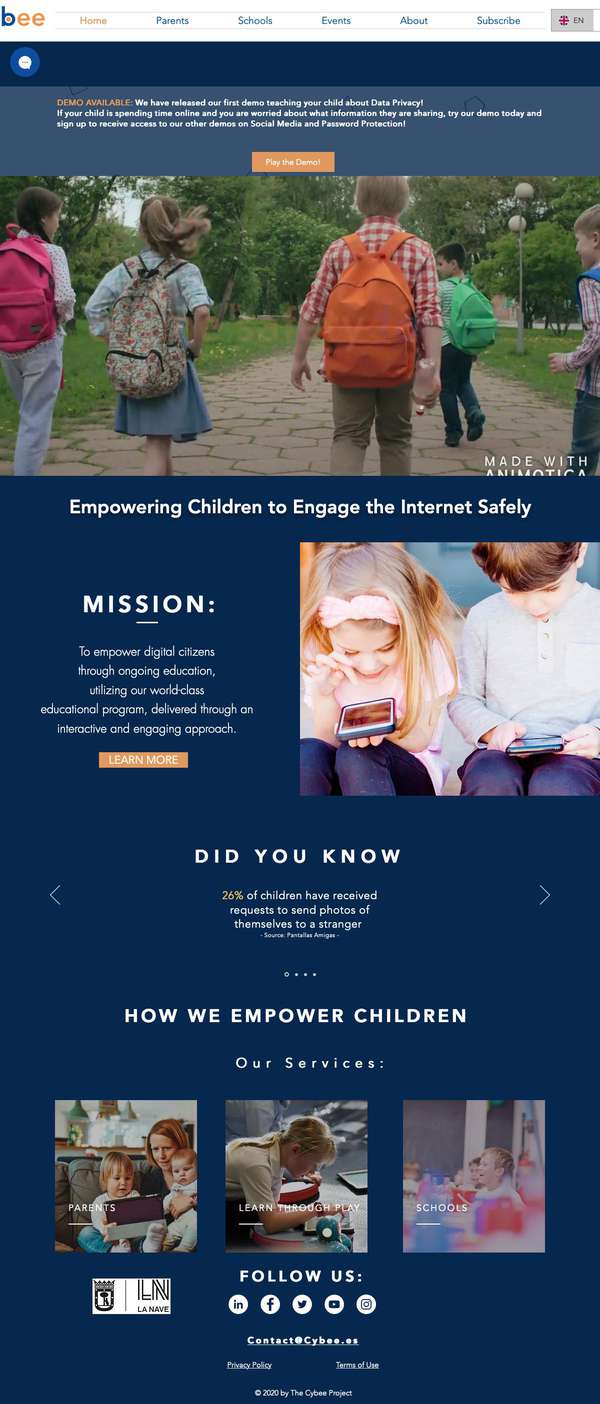 bee
Home
Parents
Schools
Events
About
Subscribe
EN
DEMO AVAILABLE: We have released our first demo teaching your child about Data Privacy!
If your child is spending time online and you are worried about what information they are sharing, try our demo today and
sign up to receive access to our other demos on Social Media and Password Protection!
Play the Demo!
MADE WITH
ANIMOTICA
Empowering Children to Engage the Internet Safely
MISSION:
To empower digital citizens
through ongoing education,
utilizing our world-class
educational program, delivered through an
interactive and engaging approach.
LEARN MORE
DID YOU KNOW
26% of children have received
requests to send photos of
themselves to a stranger
- Source: Pantallas Amigas -
HOW WE EMPOWER CHILDREN
Our Services:
PARENTS
LEARN THROUGH PLAY
SCHOOLS
FOLLOW US:
LN
LA NAVE
Contact@Cybee.es
Privacy Policy
Terms of Use
© 2020 by The Cybee Project